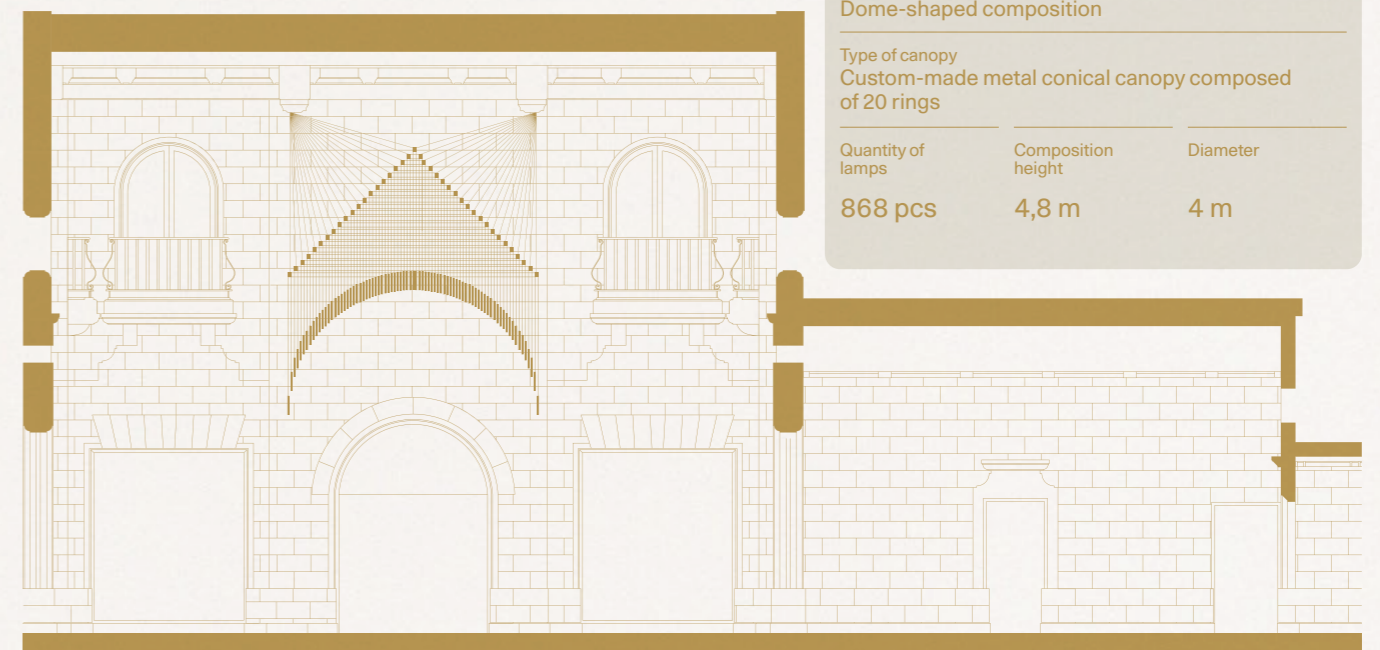 Dome-shaped composition
Type of canopy
Custom-made metal conical canopy composed
of 20 rings
Quantity of
lamps
868 pcs
Composition
height
4,8 m
Diameter
4 m